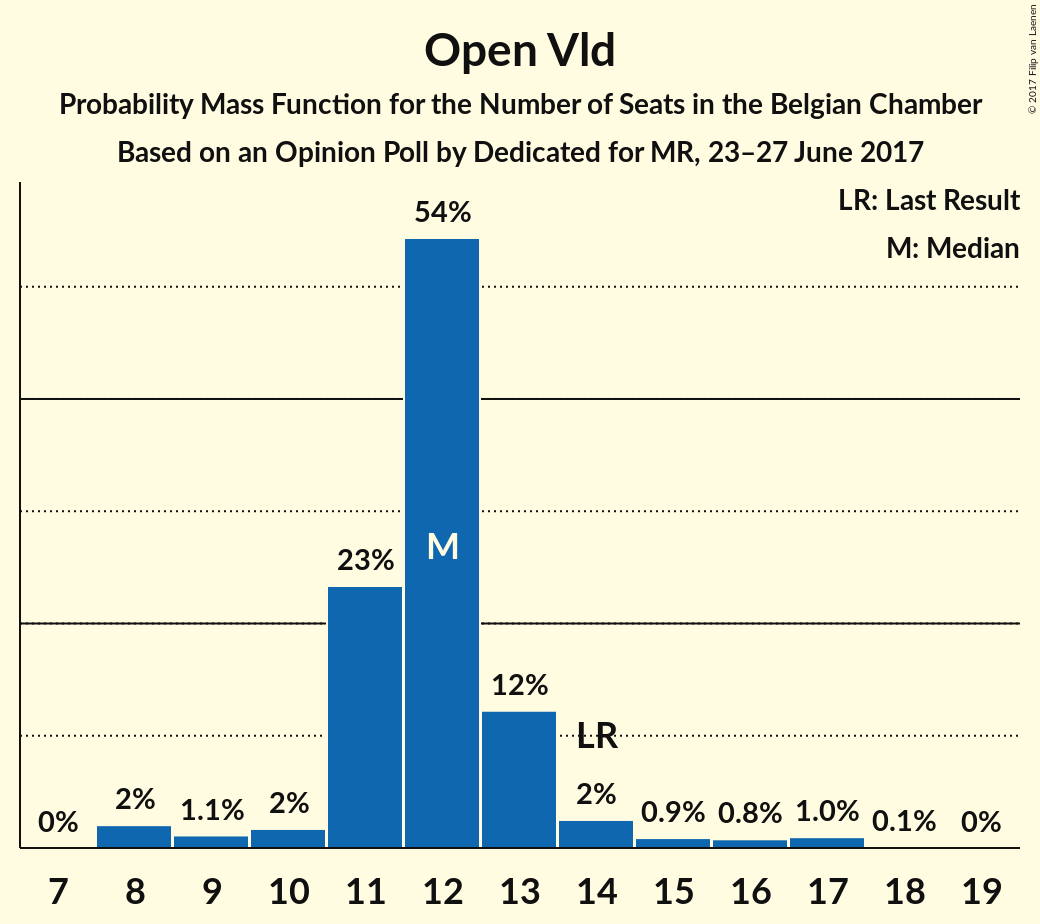 Open Vld
Probability Mass Function for the Number of Seats in the Belgian Chamber
Based on an Opinion Poll by Dedicated for MR, 23–27 June 2017
© 2017 Filip van Laenen
LR: Last Result
M: Median
0%
2%
1.1%
2%
23%
54%
M
12%
LR
2%
0.9%
0.8%
1.0%
0.1%
0%
7 8 9 10 11 12 13 14 15 16 17 18 19